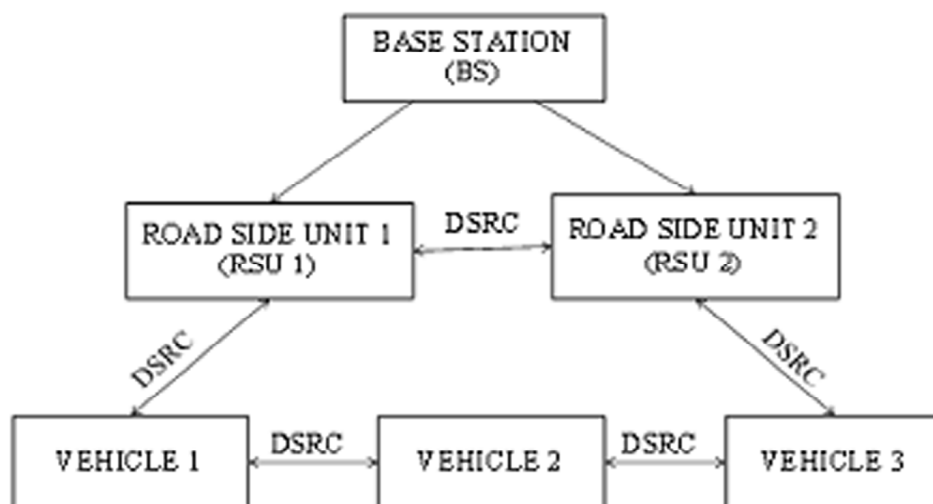 BASE STATION
(BS)
DSRC
ROAD SIDE UNIT 1
(RSU 1)
ROAD SIDE UNIT 2
(RSU 2)
DSRC
DSRC
VEHICLE 1
DSRC
VEHICLE 2
DSRC
VEHICLE 3